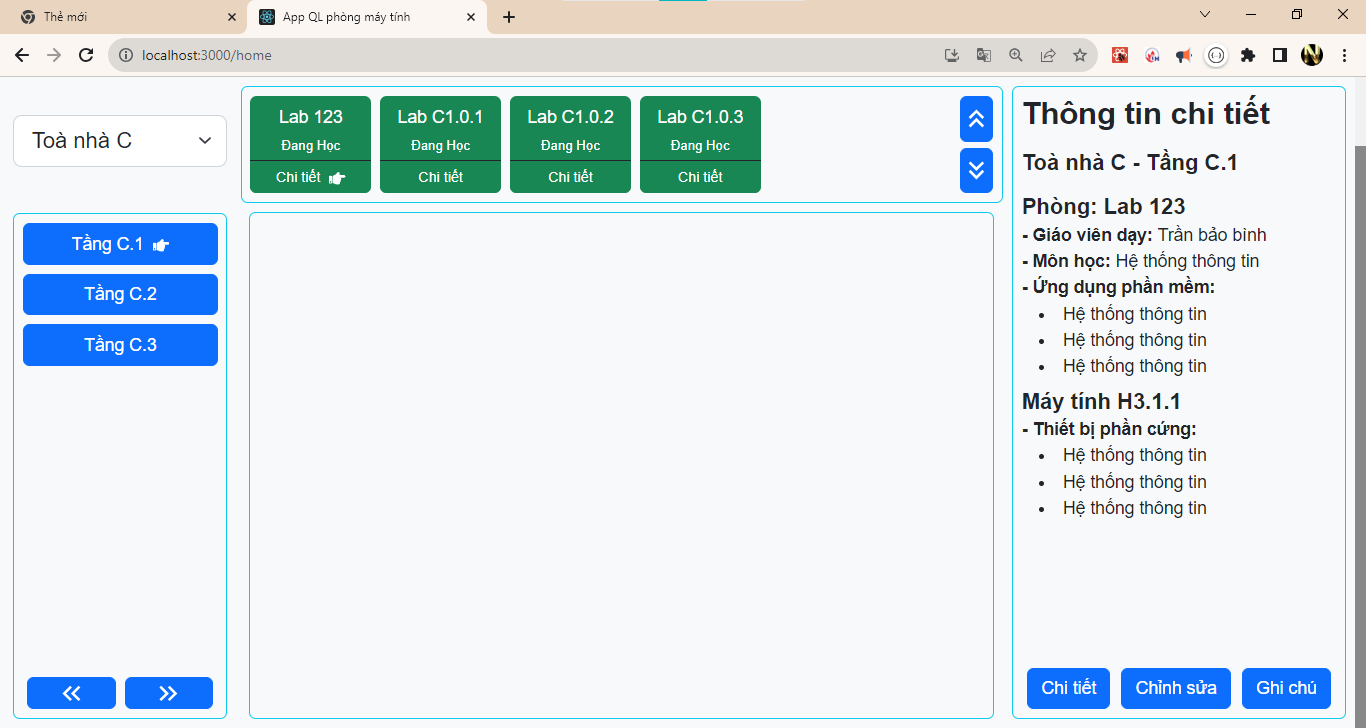 Thẻ mới
App QL phòng máy tính
localhost:3000/home
Toà nhà C
Tầng C.1
Tầng C.2
Tầng C.3
Lab 123
Đang Học
Chi tiết
Lab C1.0.1
Đang Học
Chi tiết
Lab C1.0.2
Đang Học
Chi tiết
Lab C1.0.3
Đang Học
Chi tiết
Thông tin chi tiết
Toà nhà C - Tầng C.1
Phòng: Lab 123
- Giáo viên dạy: Trần bảo bình
- Môn học: Hệ thống thông tin
- Ứng dụng phần mềm:
• Hệ thống thông tin
• Hệ thống thông tin
• Hệ thống thông tin
Máy tính H3.1.1
- Thiết bị phần cứng:
• Hệ thống thông tin
• Hệ thống thông tin
• Hệ thống thông tin
Chi tiết
Chỉnh sửa
Ghi chú